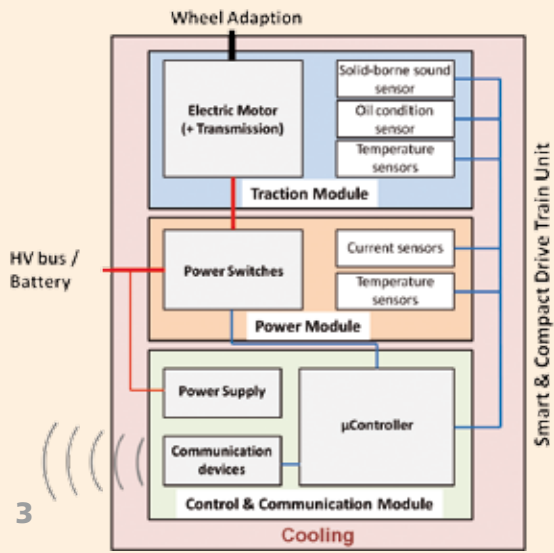 Wheel Adaption
Electric Motor
(+ Transmission)
Solid-borne sound
sensor
Oil condition
sensor
Temperature
sensors
Traction Module
HV bus /
Battery
Power Switches
Current sensors
Temperature
sensors
Power Module
Power Supply
Communication
devices
µController
Control & Communication Module
Cooling
Smart & Compact Drive Train Unit
3